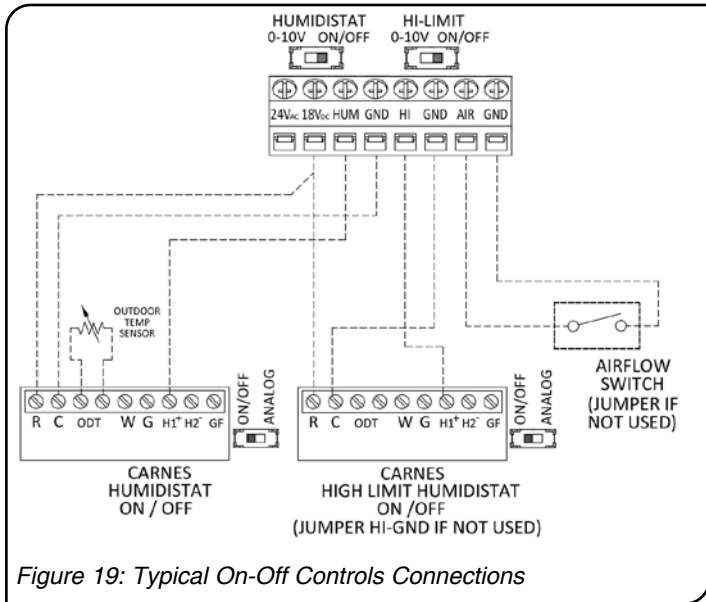 HUMIDISTAT HI-LIMIT
0-10V ON/OFF 0-10V ON/OFF
24VAC 18VDC HUM GND HI GND AIR GND
OUTDOOR
TEMP
SENSOR
AIRFLOW
SWITCH
(JUMPER IF
NOT USED)
R C ODT W G H1+ H2- GF
ON/OFF
ANALOG
R C ODT W G H1+ H2- GF
ON/OFF
ANALOG
CARNES
HUMIDISTAT
ON / OFF
CARNES
HIGH LIMIT HUMIDISTAT
ON /OFF
(JUMPER HI-GND IF NOT USED)
Figure 19: Typical On-Off Controls Connections